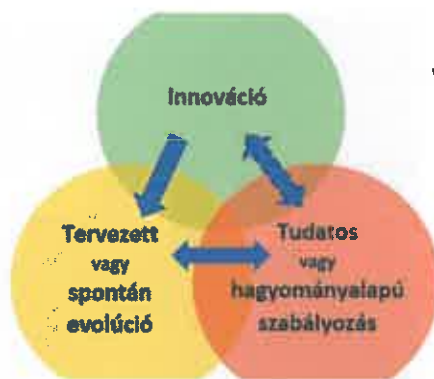 Innováció
Tervezett
vagy
spontán
evolúció
Tudatos
vagy
hagyományalapú
szabályozás